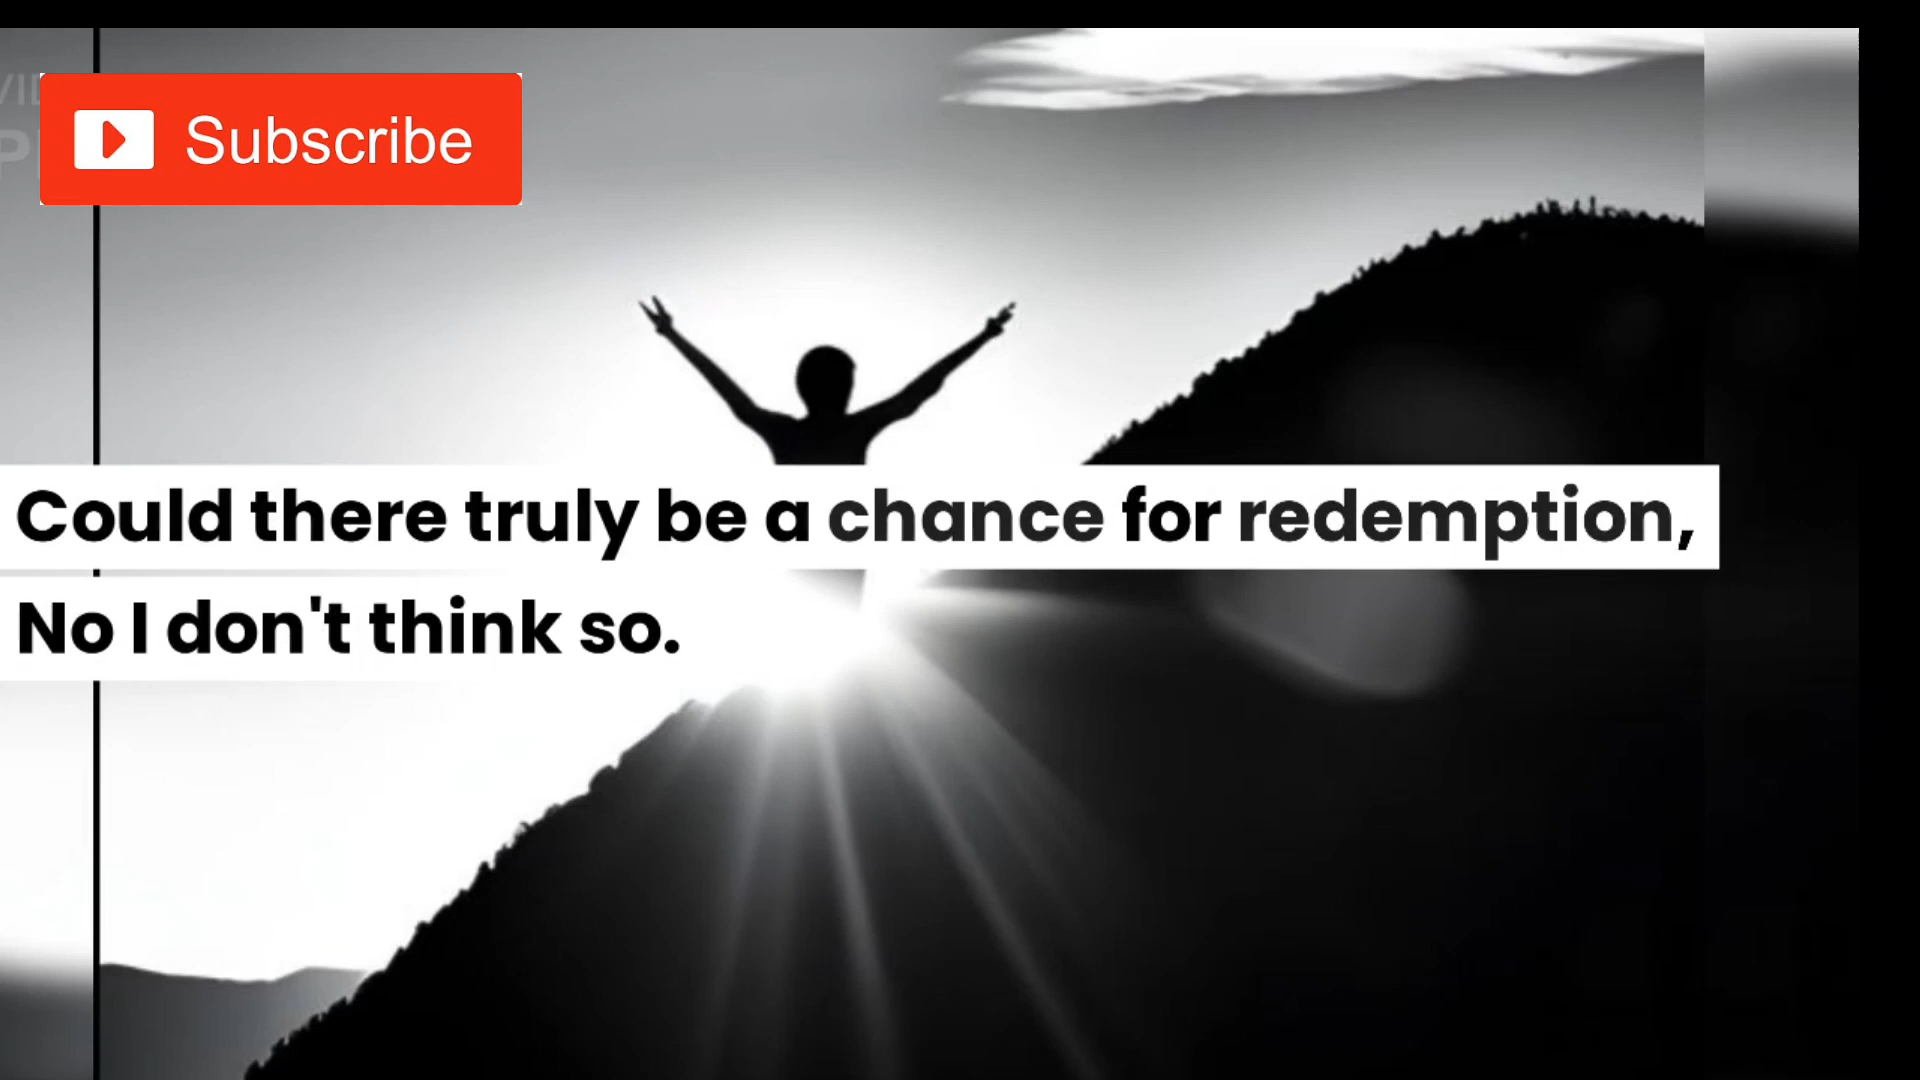 Subscribe
Could there truly be a chance for redemption,
No I don't think so.